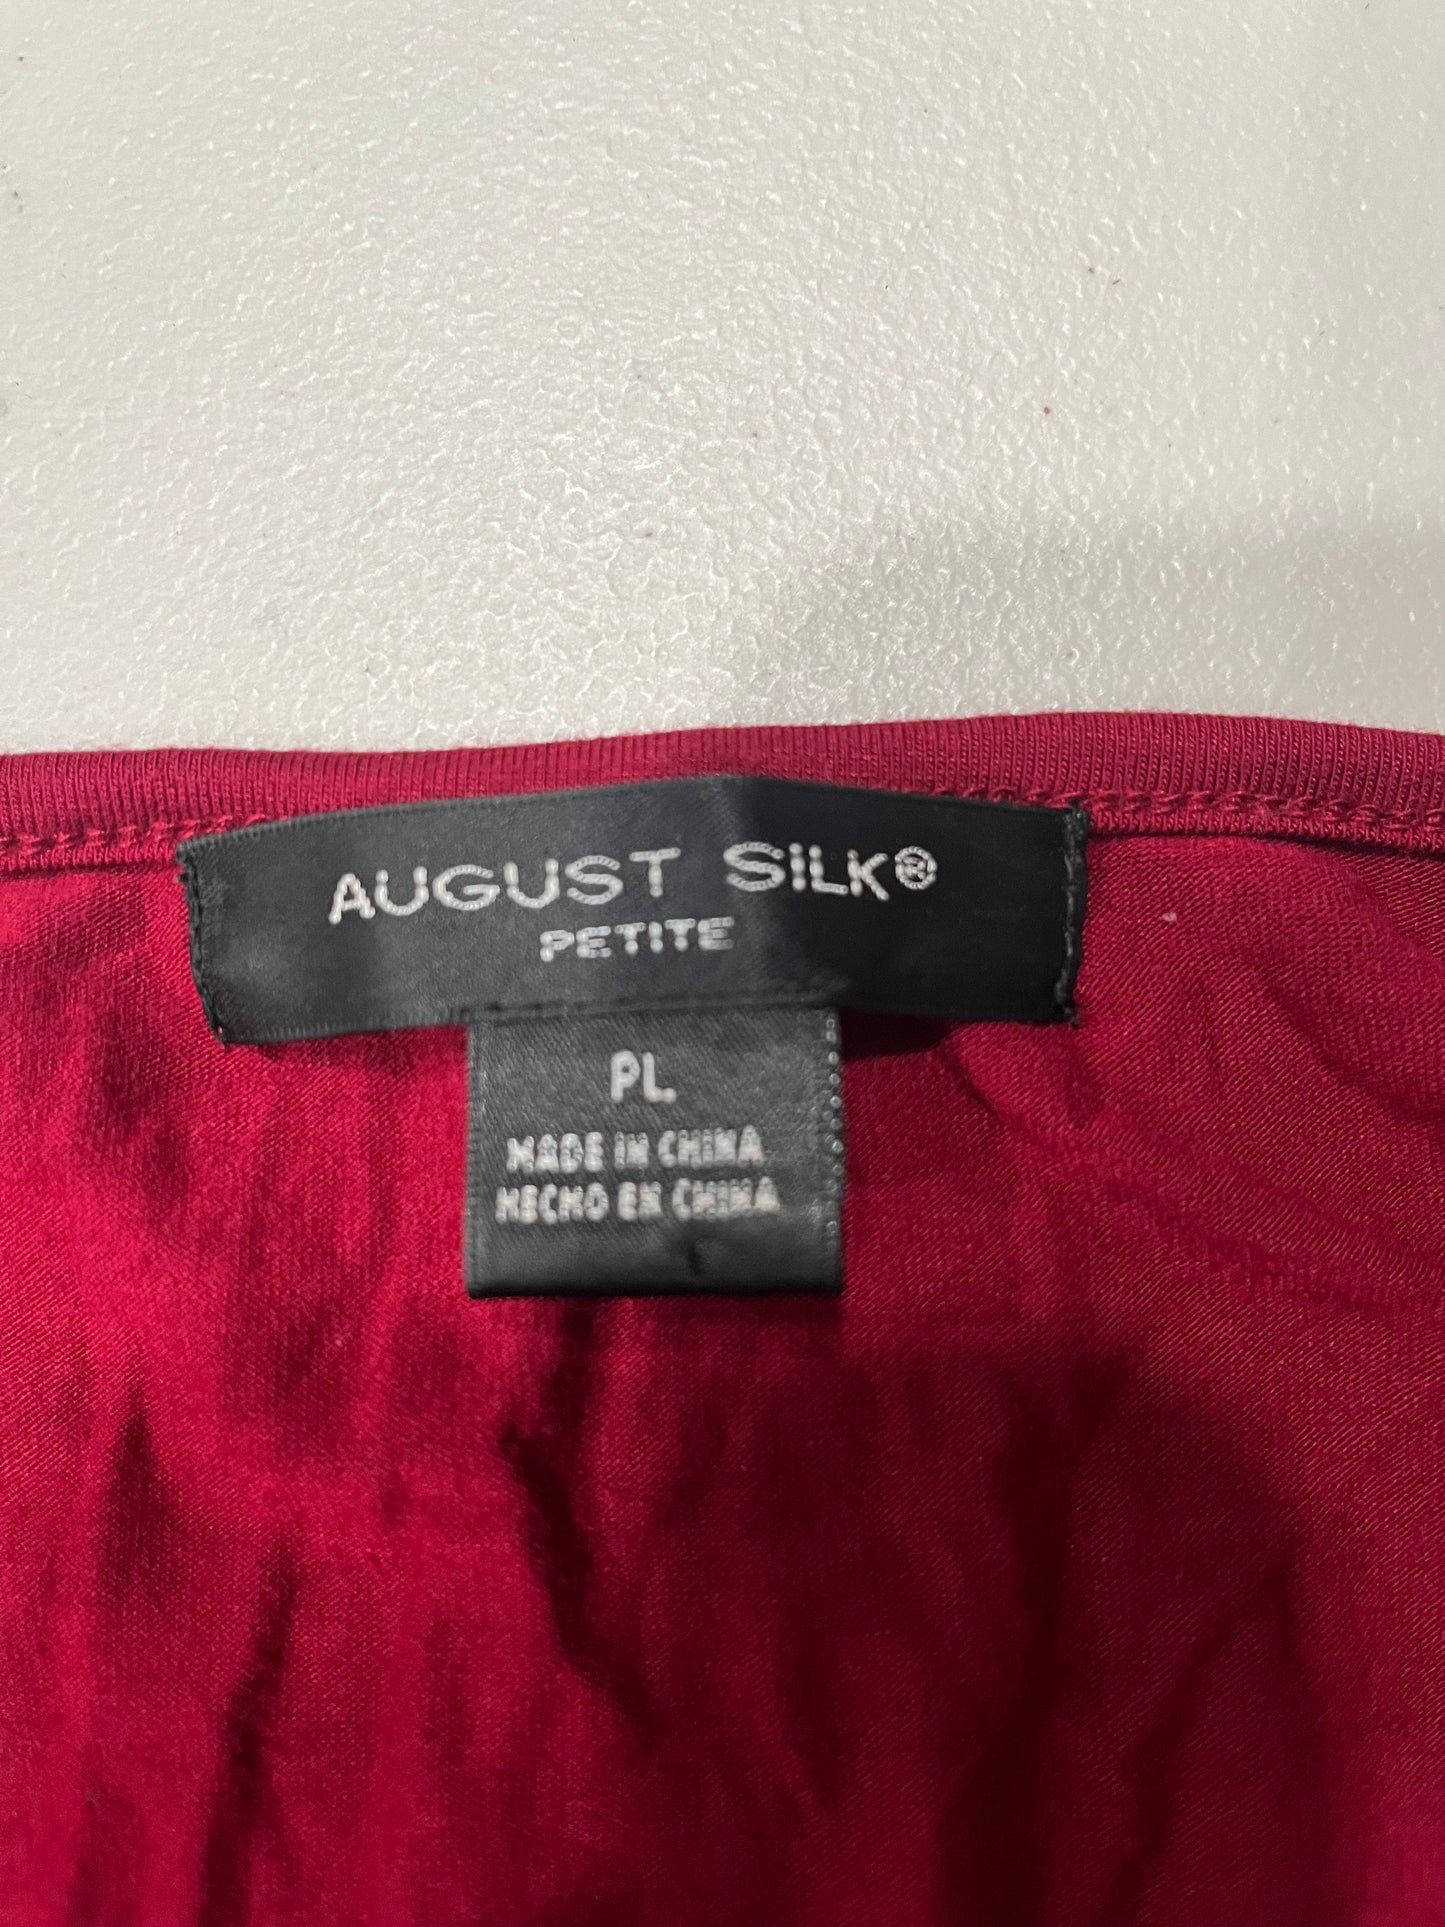 AUGUST SILK®
PETITE
PL
MADE IN CHINA
HECHO EN CHINA